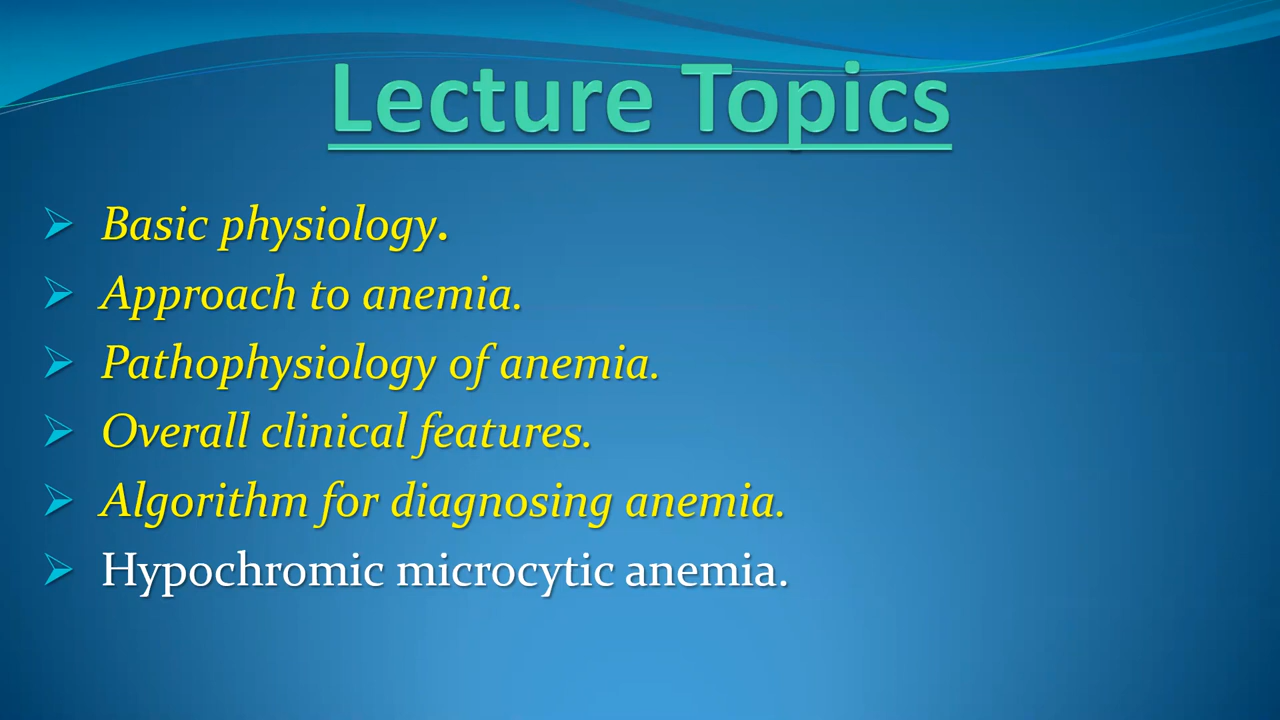 Lecture Topics
Basic physiology.
Approach to anemia.
Pathophysiology of anemia.
Overall clinical features.
Algorithm for diagnosing anemia.
Hypochromic microcytic anemia.